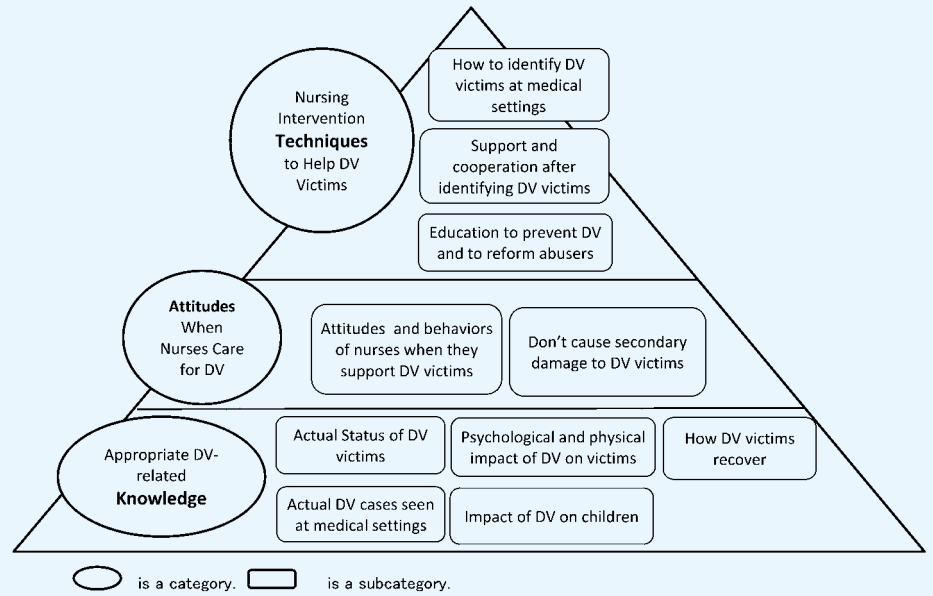 Nursing
Intervention
Techniques
to Help DV
Victims
How to identify DV
victims at medical
settings
Support and
cooperation after
identifying DV victims
Education to prevent DV
and to reform abusers
Attitudes
When
Nurses Care
for DV
Attitudes and behaviors
of nurses when they
support DV victims
Don't cause secondary
damage to DV victims
Appropriate DV-
related
Knowledge
Actual Status of DV
victims
Psychological and physical
impact of DV on victims
How DV victims
recover
Actual DV cases seen
at medical settings
Impact of DV on children
is a category.
is a subcategory.